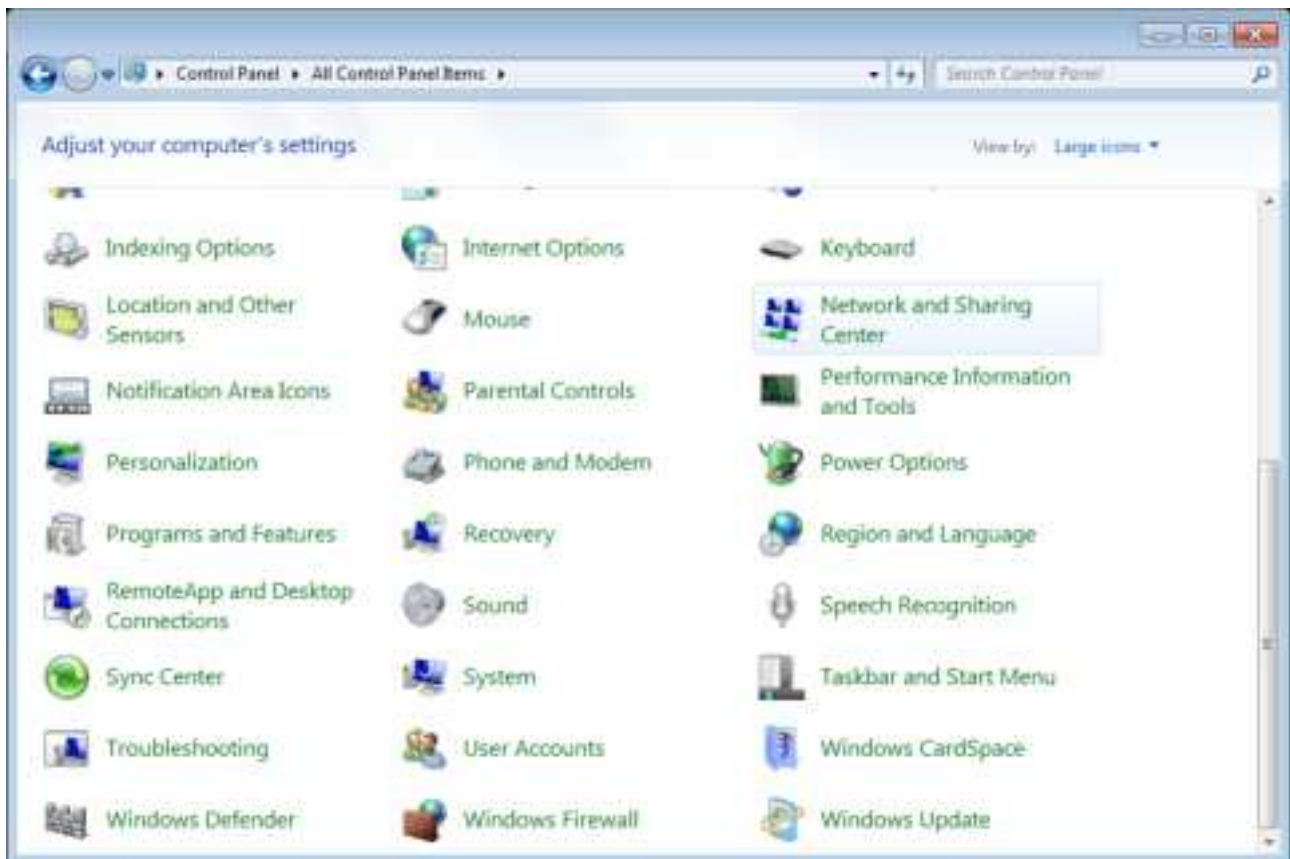 Control Panel
All Control Panel Items
Search Control Panel
Adjust your computer's settings
View by: Large icons
Indexing Options
Internet Options
Keyboard
Location and Other
Sensors
Mouse
Network and Sharing
Center
Notification Area Icons
Parental Controls
Performance Information
and Tools
Personalization
Phone and Modem
Power Options
Programs and Features
Recovery
Region and Language
RemoteApp and Desktop
Connections
Sound
Speech Recognition
Sync Center
System
Taskbar and Start Menu
Troubleshooting
User Accounts
Windows CardSpace
Windows Defender
Windows Firewall
Windows Update